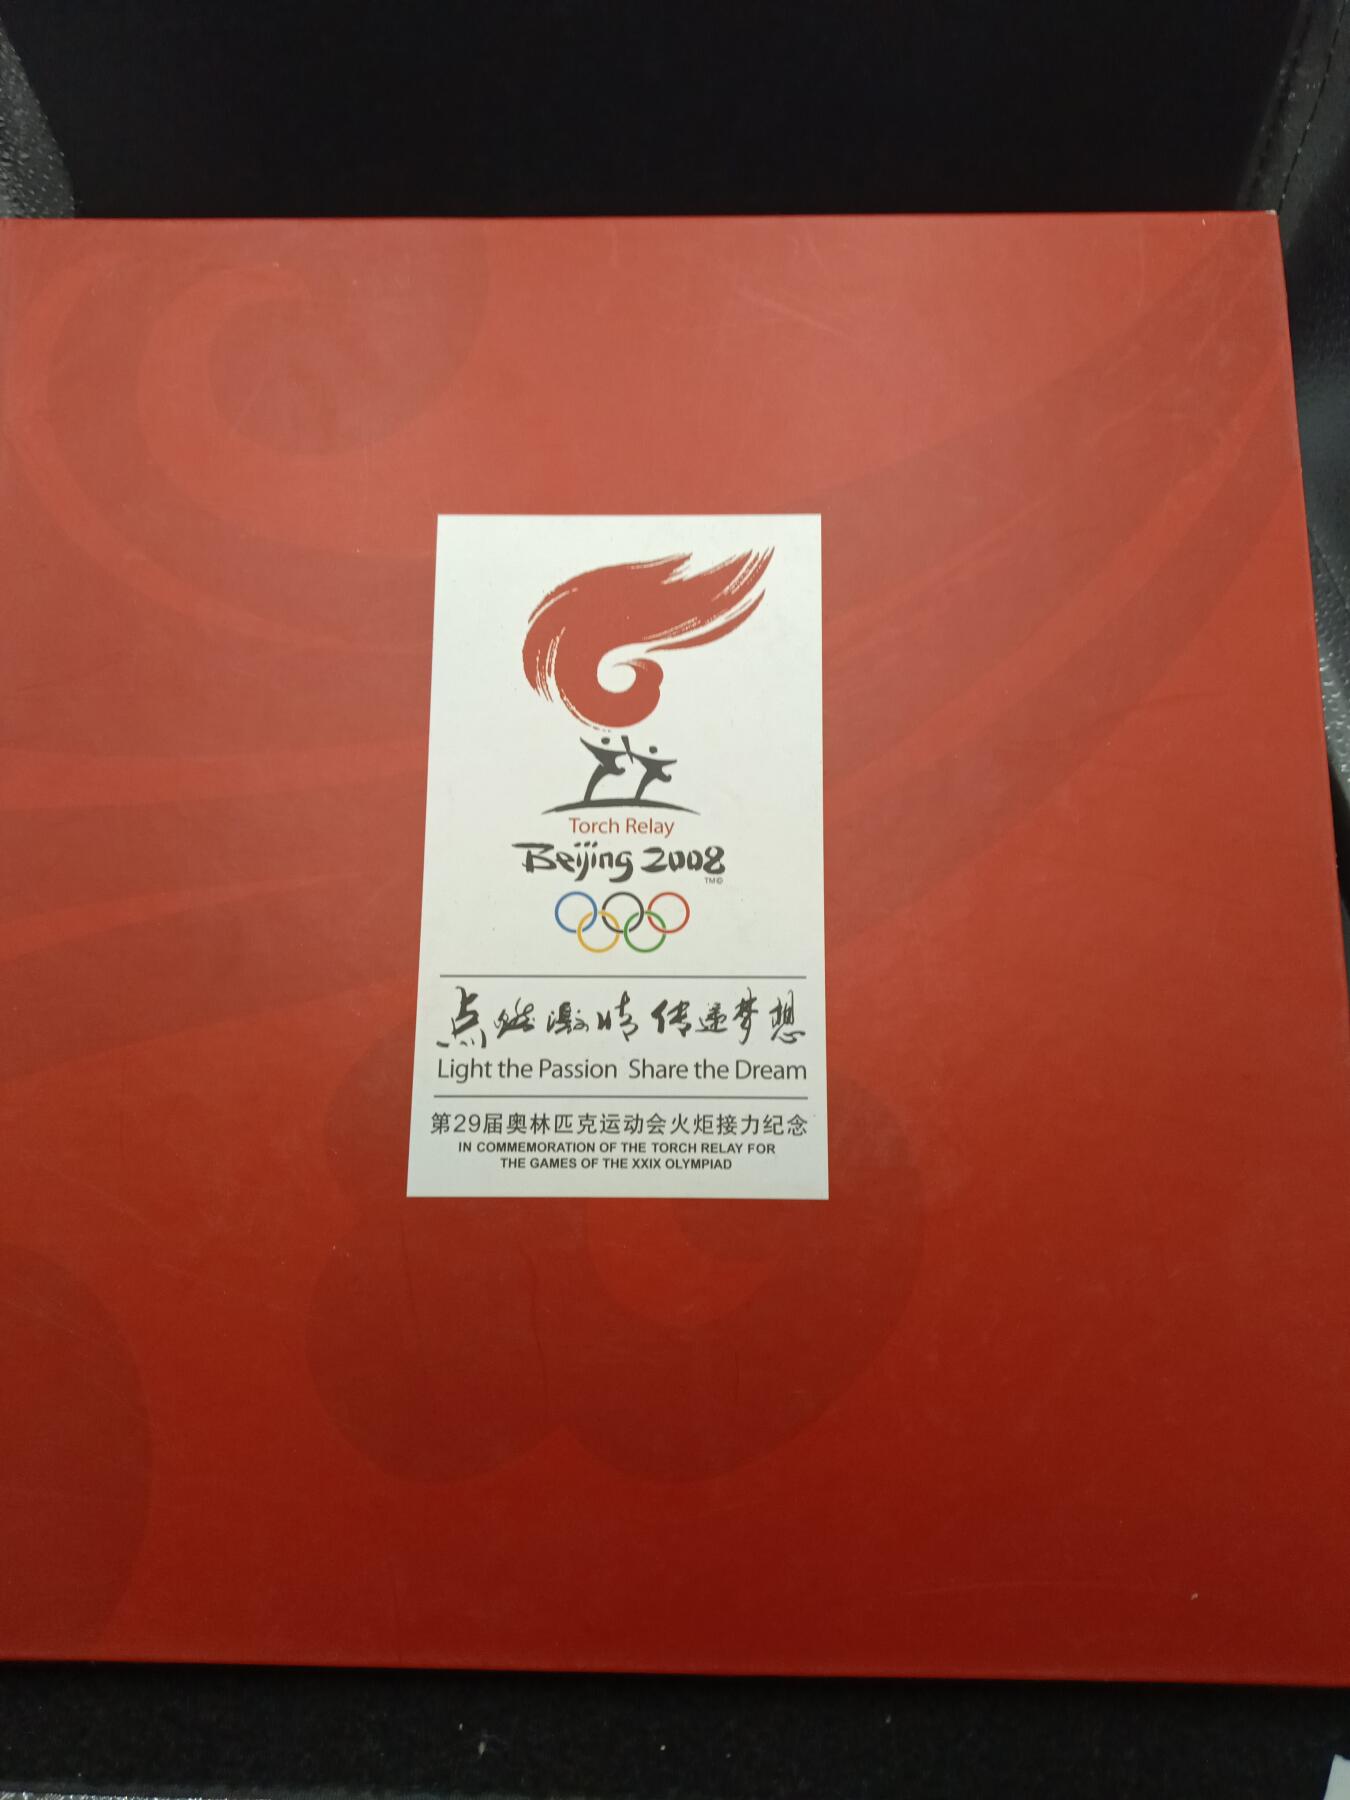 Torch Relay
Beijing 2008
TM©
点燃激情 传递梦想
Light the Passion Share the Dream
第29届奥林匹克运动会火炬接力纪念
IN COMMEMORATION OF THE TORCH RELAY FOR
THE GAMES OF THE XXIX OLYMPIAD